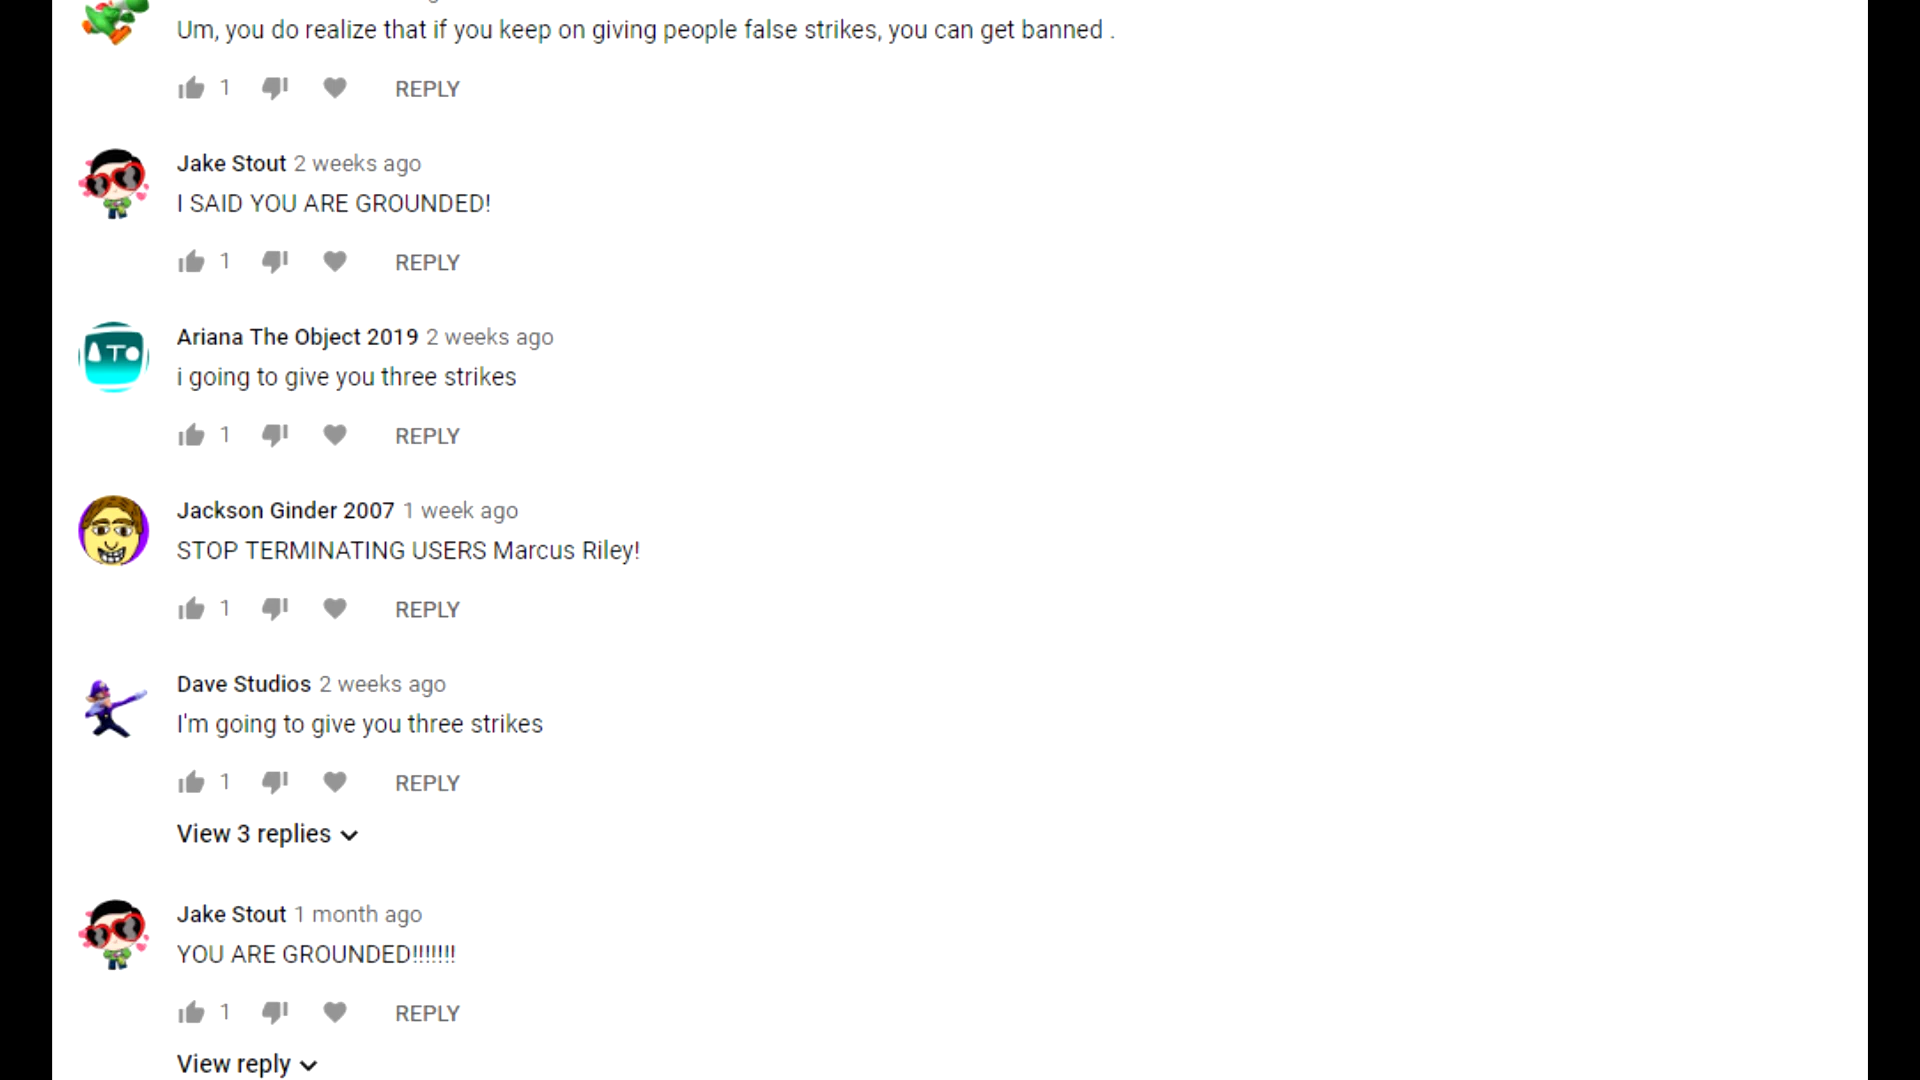 Um, you do realize that if you keep on giving people false strikes, you can get banned .
1 REPLY
Jake Stout 2 weeks ago
I SAID YOU ARE GROUNDED!
1 REPLY
ATO
Ariana The Object 2019 2 weeks ago
i going to give you three strikes
1 REPLY
Jackson Ginder 2007 1 week ago
STOP TERMINATING USERS Marcus Riley!
1 REPLY
Dave Studios 2 weeks ago
I'm going to give you three strikes
1 REPLY
View 3 replies
Jake Stout 1 month ago
YOU ARE GROUNDED!!!!!!!
1 REPLY
View reply